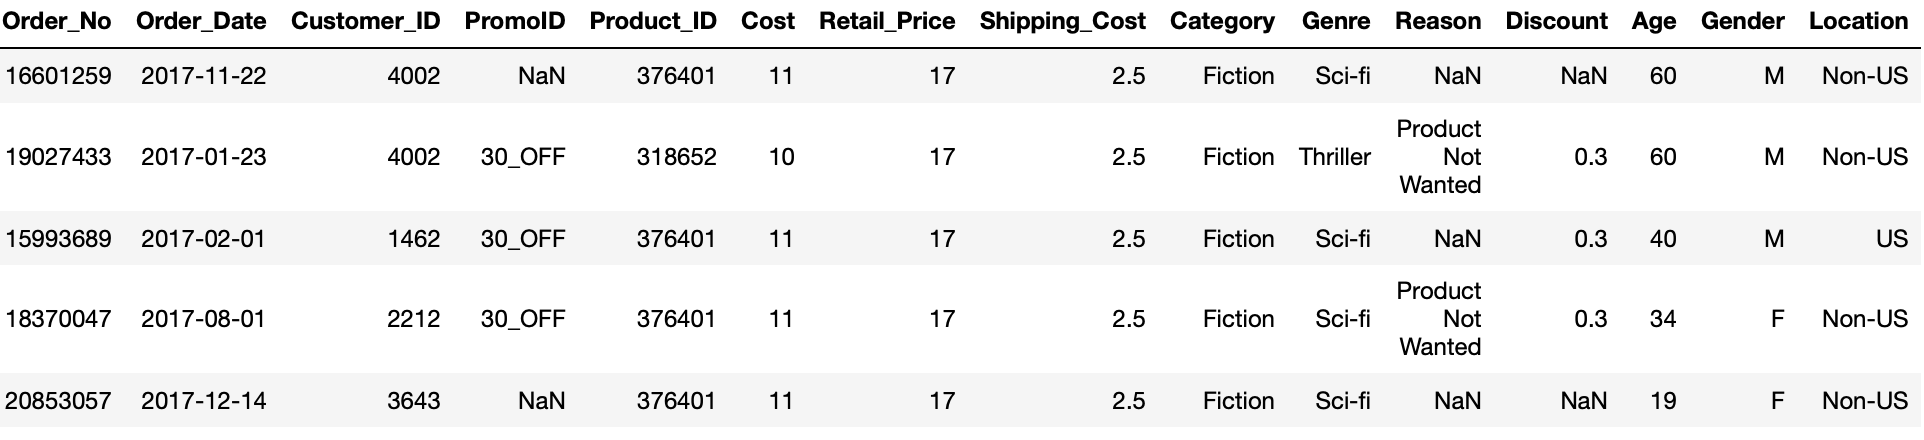 Order_No Order_Date Customer_ID PromoID Product_ID Cost Retail_Price Shipping_Cost Category Genre Reason Discount Age Gender Location
16601259 2017-11-22 4002 NaN 376401 11 17 2.5 Fiction Sci-fi NaN NaN 60 M Non-US
Product
19027433 2017-01-23 4002 30_OFF 318652 10 17 2.5 Fiction Thriller Not 0.3 60 M Non-US
Wanted
15993689 2017-02-01 1462 30_OFF 376401 11 17 2.5 Fiction Sci-fi NaN 0.3 40 M US
Product
18370047 2017-08-01 2212 30_OFF 376401 11 17 2.5 Fiction Sci-fi Not 0.3 34 F Non-US
Wanted
20853057 2017-12-14 3643 NaN 376401 11 17 2.5 Fiction Sci-fi NaN NaN 19 F Non-US